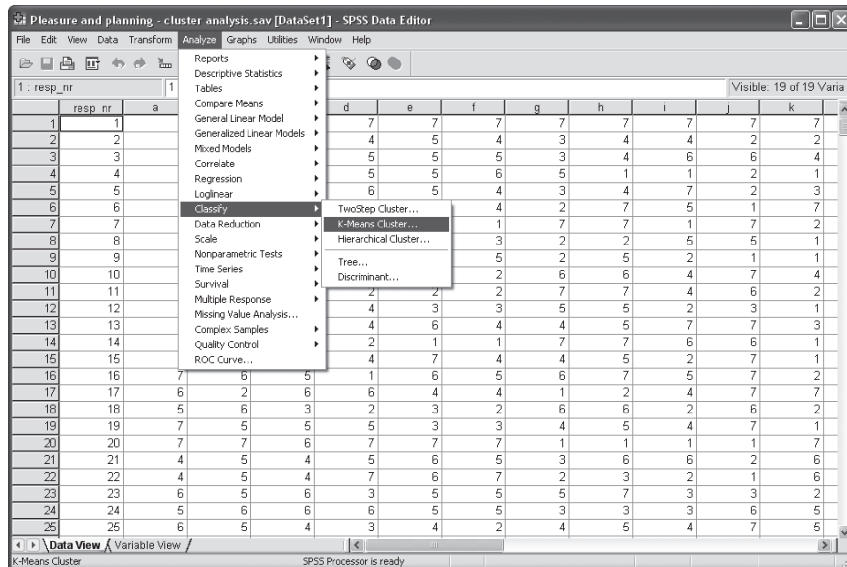 Pleasure and planning - cluster analysis.sav [DataSet1] - SPSS Data Editor
File Edit View Data Transform Analyze Graphs Utilities Window Help
1 : resp_nr 1 Visible: 19 of 19 Varia
resp_nr a d e f g h i j k
Reports
Descriptive Statistics
Tables
Compare Means
General Linear Model
Generalized Linear Models
Mixed Models
Correlate
Regression
Loglinear
Classify
Data Reduction
Scale
Nonparametric Tests
Time Series
Survival
Multiple Response
Missing Value Analysis...
Complex Samples
Quality Control
ROC Curve...
TwoStep Cluster...
K-Means Cluster...
Hierarchical Cluster...
Tree...
Discriminant...
1 1 7 7 7 7 7 7 7 7
2 2 4 5 4 3 4 4 2 2
3 3 5 5 5 3 4 6 6 4
4 4 5 5 6 5 1 1 2 1
5 5 6 5 4 3 4 7 2 3
6 6 4 2 7 5 1 7
7 7 1 7 7 1 7 2
8 8 3 2 2 5 5 1
9 9 5 2 5 2 1 1
10 10 2 6 6 4 7 4
11 11 2 2 2 7 7 4 6 2
12 12 4 3 3 5 5 2 3 1
13 13 4 6 4 4 5 7 7 3
14 14 2 1 1 7 7 6 6 1
15 15 4 7 4 4 5 2 7 1
16 16 7 6 5 1 6 5 6 7 5 7 2
17 17 6 2 6 6 4 4 1 2 4 7 7
18 18 5 6 3 2 3 2 6 6 2 6 2
19 19 7 5 5 5 3 3 4 5 4 7 1
20 20 7 7 6 7 7 7 1 1 1 1 7
21 21 4 5 4 5 6 5 3 6 6 2 6
22 22 4 5 4 7 6 7 2 3 2 1 6
23 23 6 5 6 3 5 5 5 7 3 3 2
24 24 5 6 6 6 5 4 3 3 3 6 5
25 25 6 5 4 3 4 2 4 5 4 7 5
Data View Variable View
K-Means Cluster SPSS Processor is ready